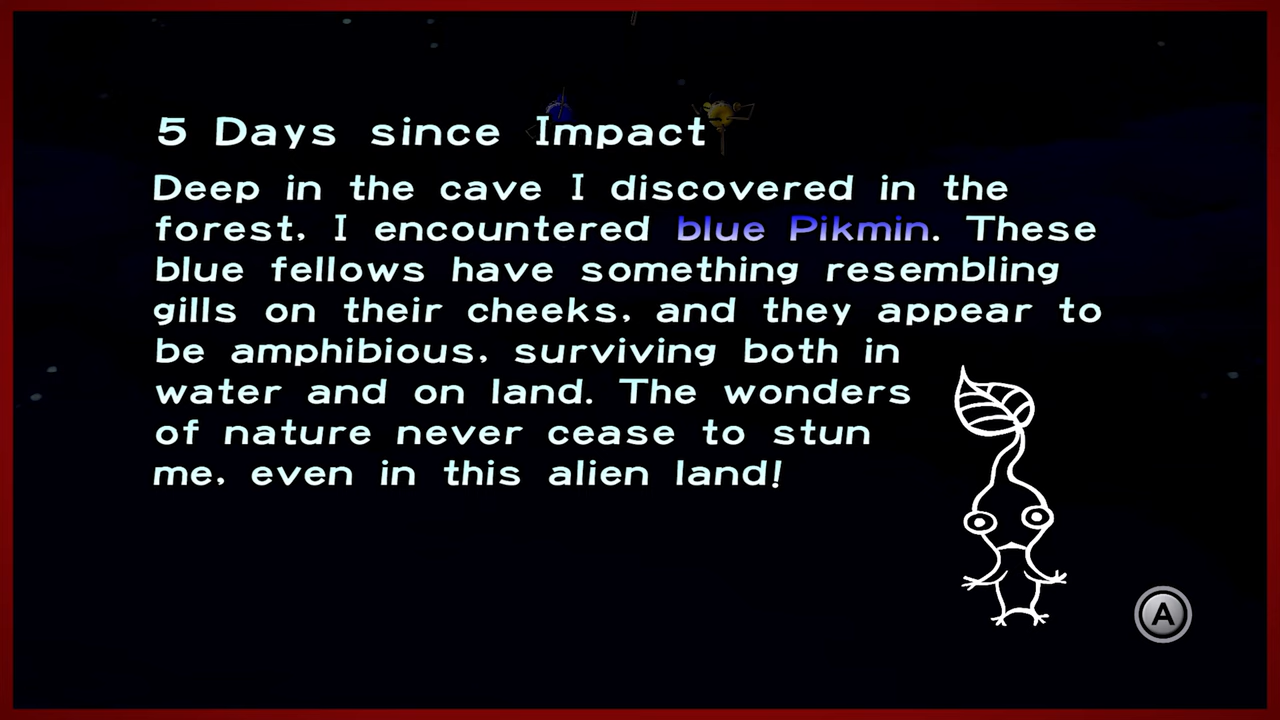 5 Days since Impact
Deep in the cave I discovered in the
forest, I encountered blue Pikmin. These
blue fellows have something resembling
gills on their cheeks, and they appear to
be amphibious, surviving both in
water and on land. The wonders
of nature never cease to stun
me, even in this alien land!
A